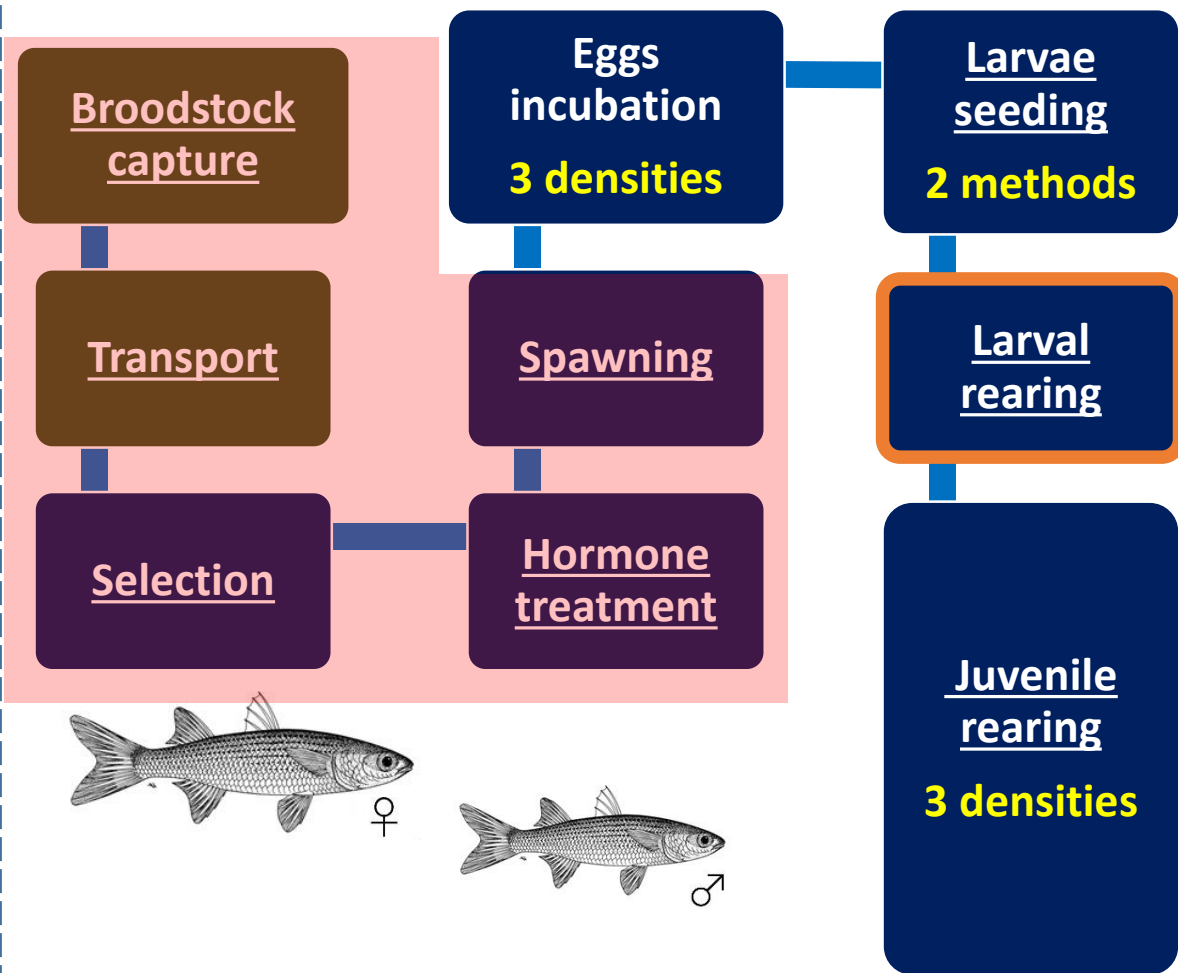 Broodstock
capture
Transport
Selection
Hormone
treatment
Spawning
Eggs
incubation
3 densities
Larvae
seeding
2 methods
Larval
rearing
Juvenile
rearing
3 densities
♀
♂